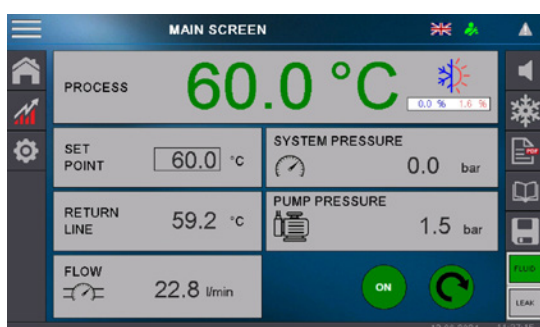 MAIN SCREEN
PROCESS
60.0 °C
0.0 % 1.6 %
SET
POINT
60.0 °C
SYSTEM PRESSURE
0.0 bar
RETURN
LINE
59.2 °C
PUMP PRESSURE
1.5 bar
FLOW
22.8 l/min
ON
PDF
FLUID
LEAK